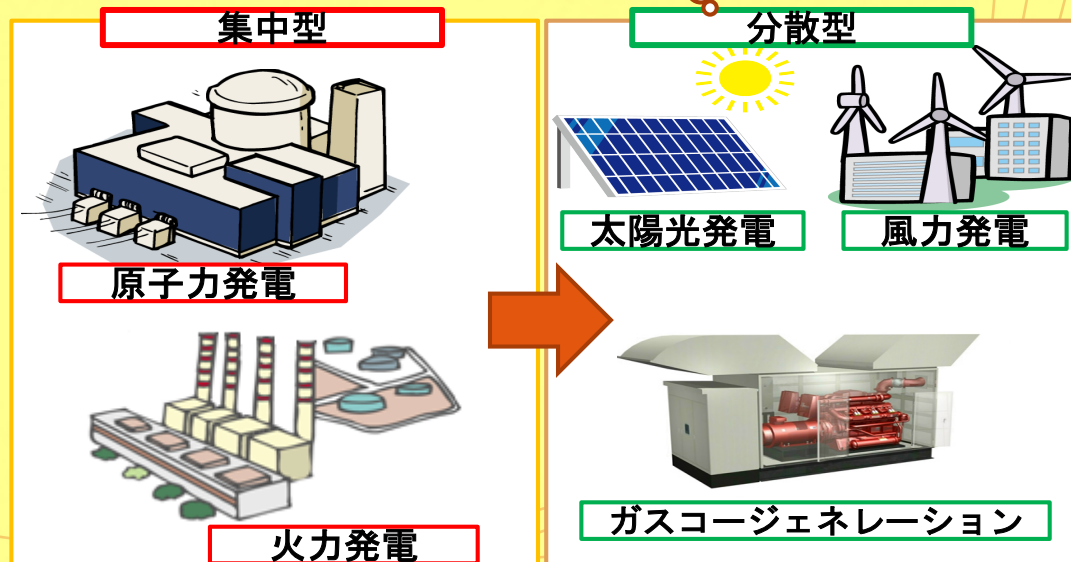 集中型
原子力発電
火力発電
分散型
太陽光発電
風力発電
ガスコージェネレーション